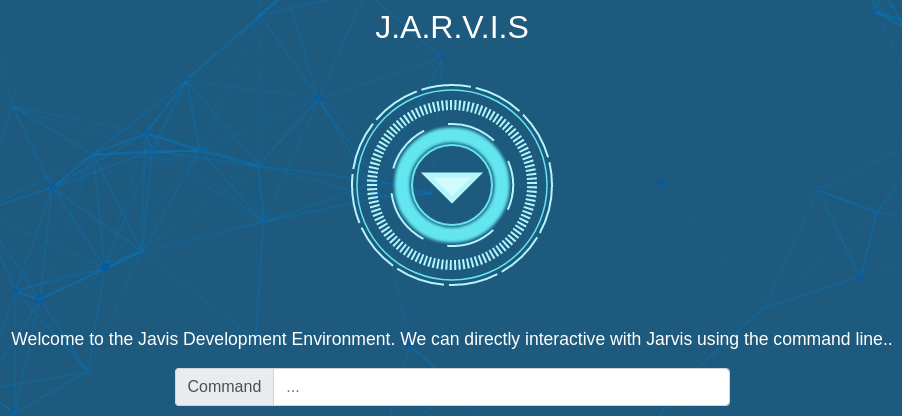 J.A.R.V.I.S
Welcome to the Javis Development Environment. We can directly interactive with Jarvis using the command line..
Command ...